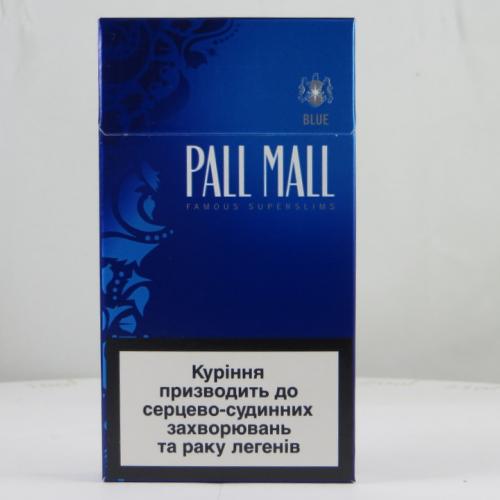 BLUE
PALL MALL
FAMOUS SUPERSLIMS
Куріння
призводить до
серцево-судинних
захворювань
та раку легенів